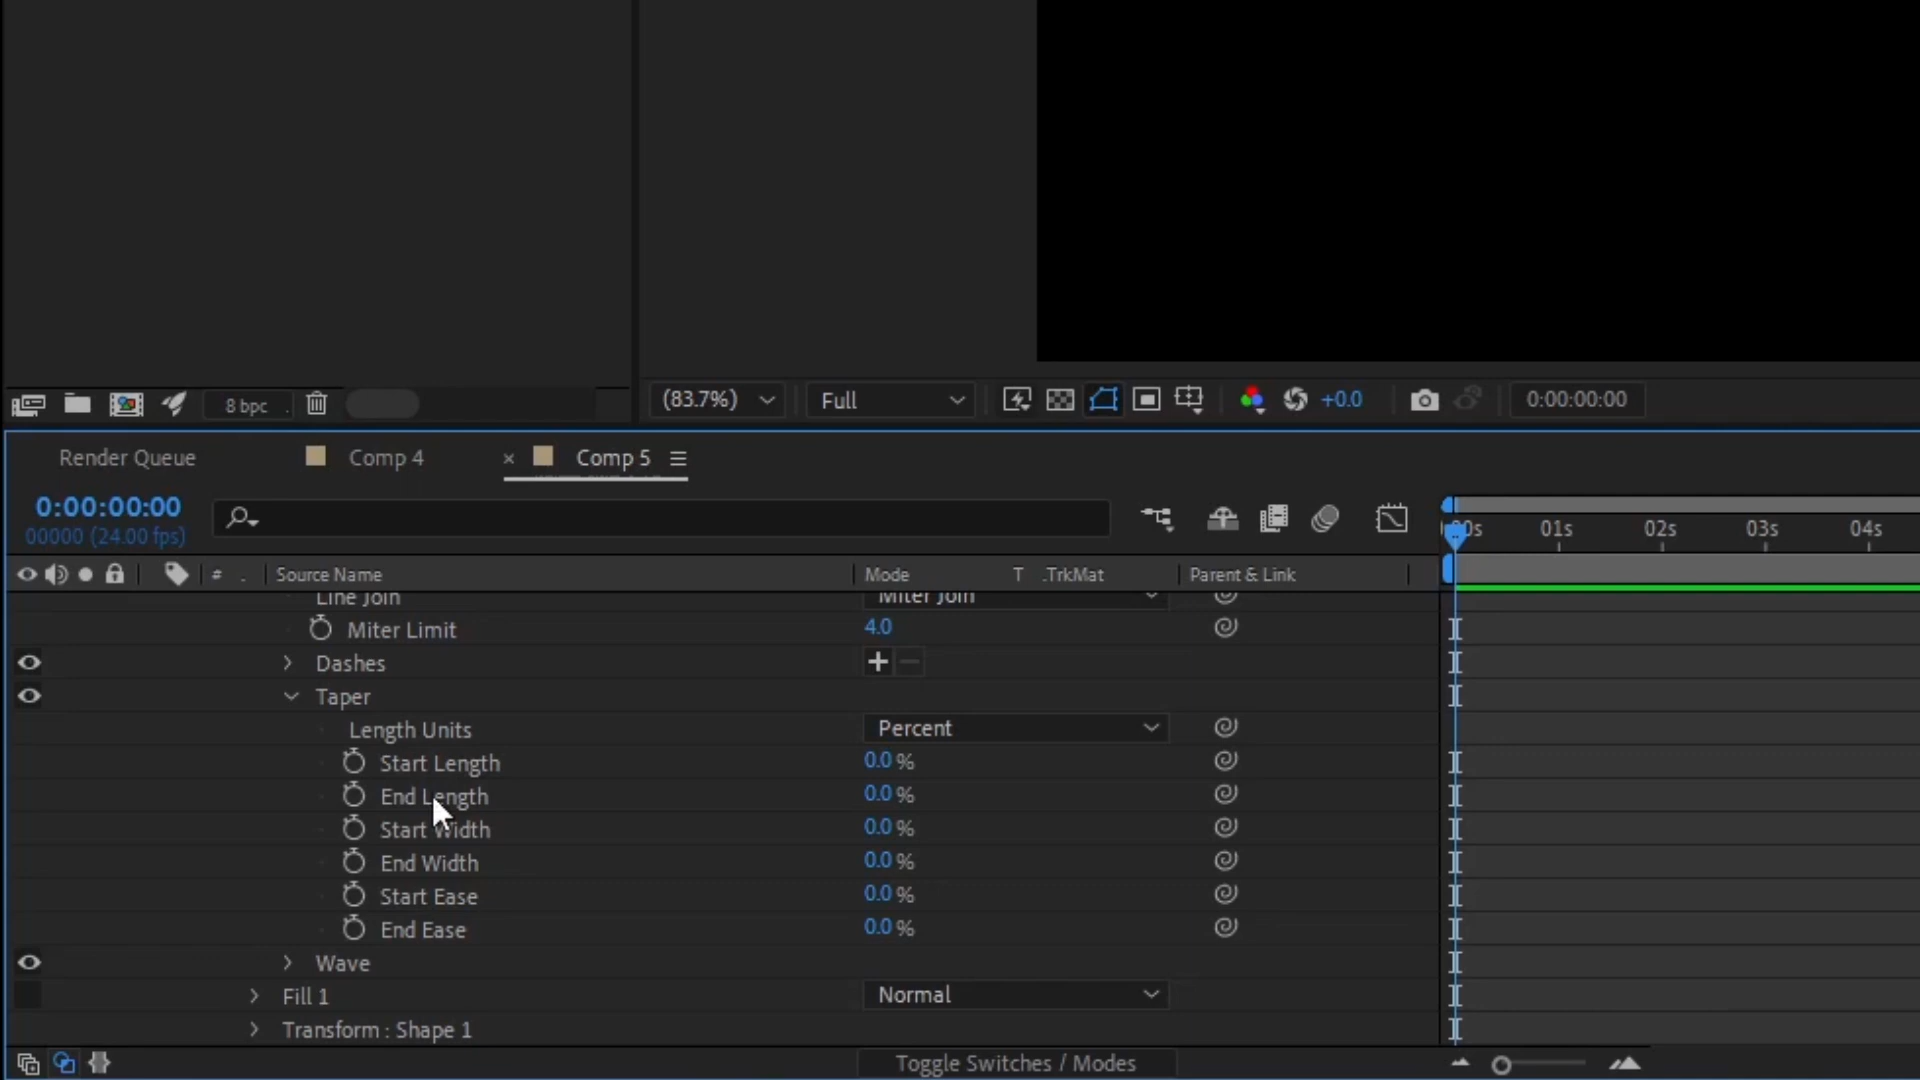 8 bpc
(83.7%)
Full
+0.0
0:00:00:00
Render Queue
Comp 4
× Comp 5
0:00:00:00
00000 (24.00 fps)
01s 02s 03s 04s
# . Source Name Mode T .TrkMat Parent & Link
Line Join Miter Join
Miter Limit 4.0
Dashes + −
Taper
Length Units Percent
Start Length 0.0 %
End Length 0.0 %
Start Width 0.0 %
End Width 0.0 %
Start Ease 0.0 %
End Ease 0.0 %
Wave
Fill 1 Normal
Transform : Shape 1
Toggle Switches / Modes